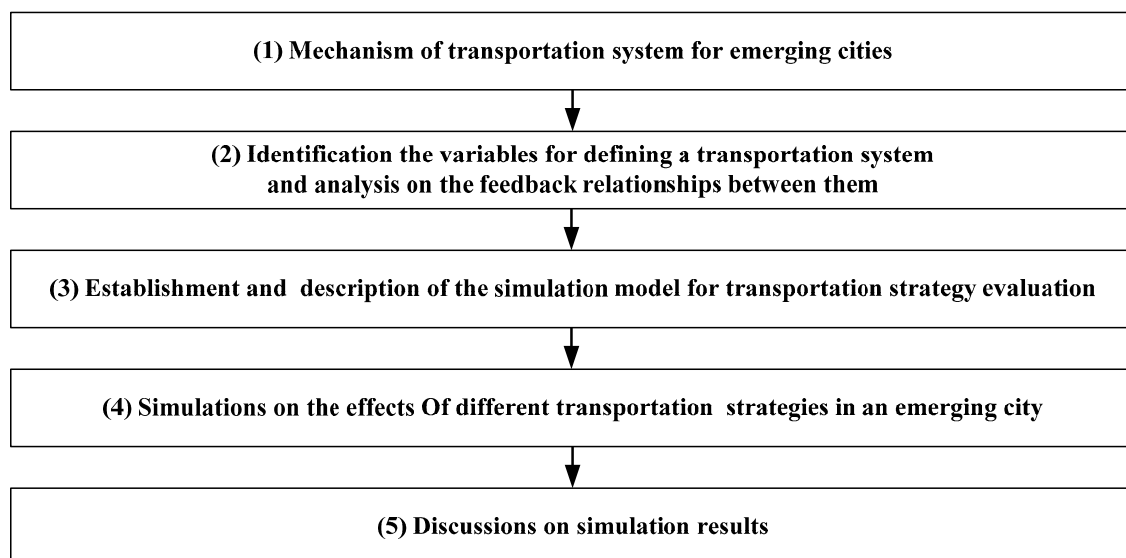 (1) Mechanism of transportation system for emerging cities
(2) Identification the variables for defining a transportation system
and analysis on the feedback relationships between them
(3) Establishment and description of the simulation model for transportation strategy evaluation
(4) Simulations on the effects Of different transportation strategies in an emerging city
(5) Discussions on simulation results